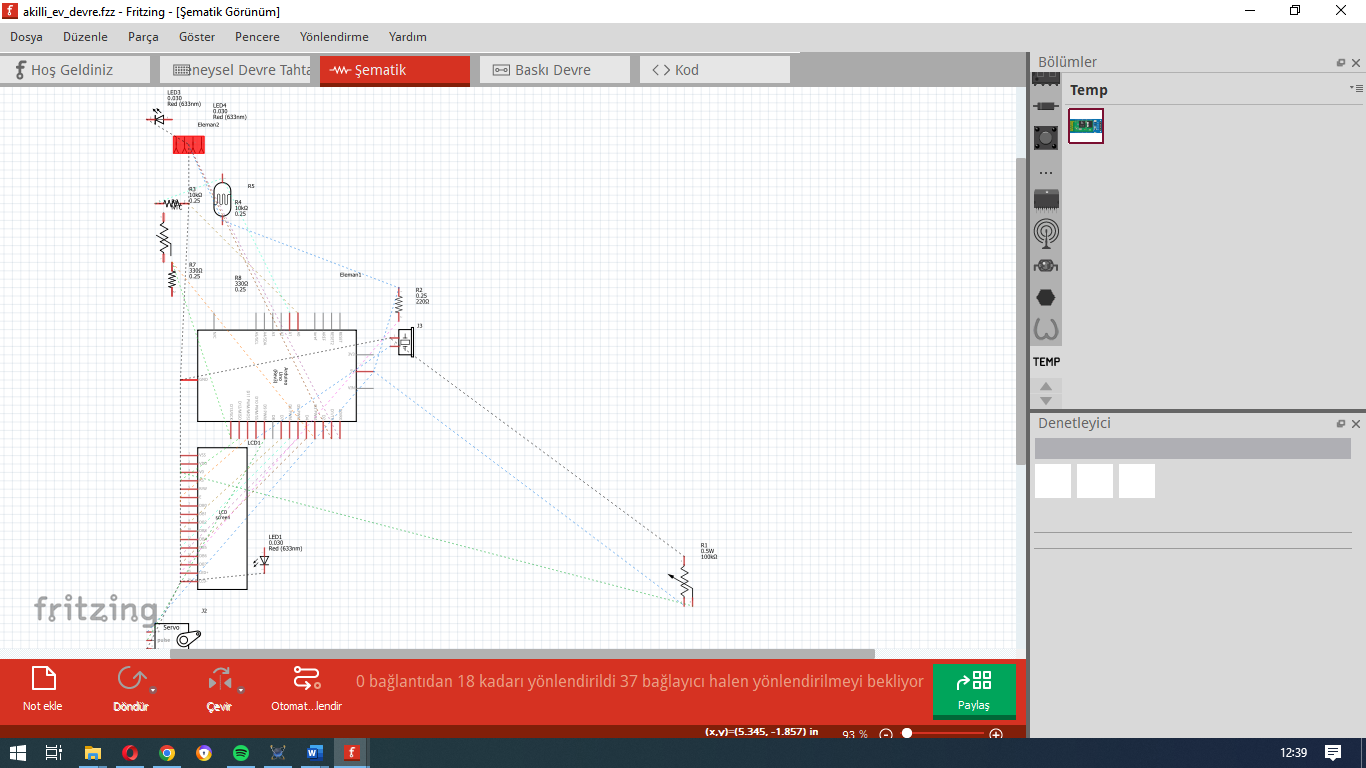 akilli_ev_devre.fzz - Fritzing - [Şematik Görünüm]
Dosya Düzenle Parça Göster Pencere Yönlendirme Yardım
Hoş Geldiniz
eneysel Devre Tahta
Şematik
Baskı Devre
Kod
Bölümler
Temp
TEMP
Denetleyici
LED3
0.030
Red (633nm)
LED4
0.030
Red (633nm)
Eleman2
R3
10kΩ
0.25
R5
R4
10kΩ
0.25
R7
330Ω
0.25
R8
330Ω
0.25
Eleman1
R2
0.25
220Ω
J3
Arduino
Uno
(Rev3)
LCD1
LCD
screen
LED1
0.030
Red (633nm)
R1
0.5W
100kΩ
J2
Servo
pulse
fritzing
Not ekle
Döndür
Çevir
Otomat...lendir
0 bağlantıdan 18 kadarı yönlendirildi 37 bağlayıcı halen yönlendirilmeyi bekliyor
Paylaş
(x,y)=(5.345, -1.857) in
93 %
12:39